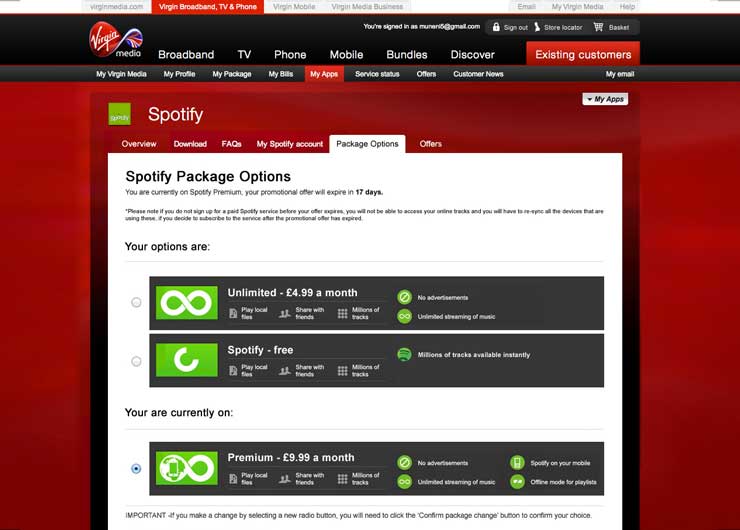 virginmedia.com Virgin Broadband, TV & Phone Virgin Mobile Virgin Media Business Email My Virgin Media Help
You're signed in as muneni5@gmail.com Sign out Store locator Basket
Virgin media
Broadband TV Phone Mobile Bundles Discover Existing customers
My Virgin Media My Profile My Package My Bills My Apps Service status Offers Customer News My email
My Apps
Spotify Spotify
Overview Download FAQs My Spotify account Package Options Offers
Spotify Package Options
You are currently on Spotify Premium, your promotional offer will expire in 17 days.
*Please note if you do not sign up for a paid Spotify service before your offer expires, you will not be able to access your online tracks and you will have to re-sync all the devices that are
using these, if you decide to subscribe to the service after the promotional offer has expired.
Your options are:
Unlimited - £4.99 a month
Play local files
Share with friends
Millions of tracks
No advertisements
Unlimited streaming of music
Spotify - free
Play local files
Share with friends
Millions of tracks
Millions of tracks available instantly
Your are currently on:
Premium - £9.99 a month
Play local files
Share with friends
Millions of tracks
No advertisements
Unlimited streaming of music
Spotify on your mobile
Offline mode for playlists
IMPORTANT -If you make a change by selecting a new radio button, you will need to click the 'Confirm package change' button to confirm your choice.